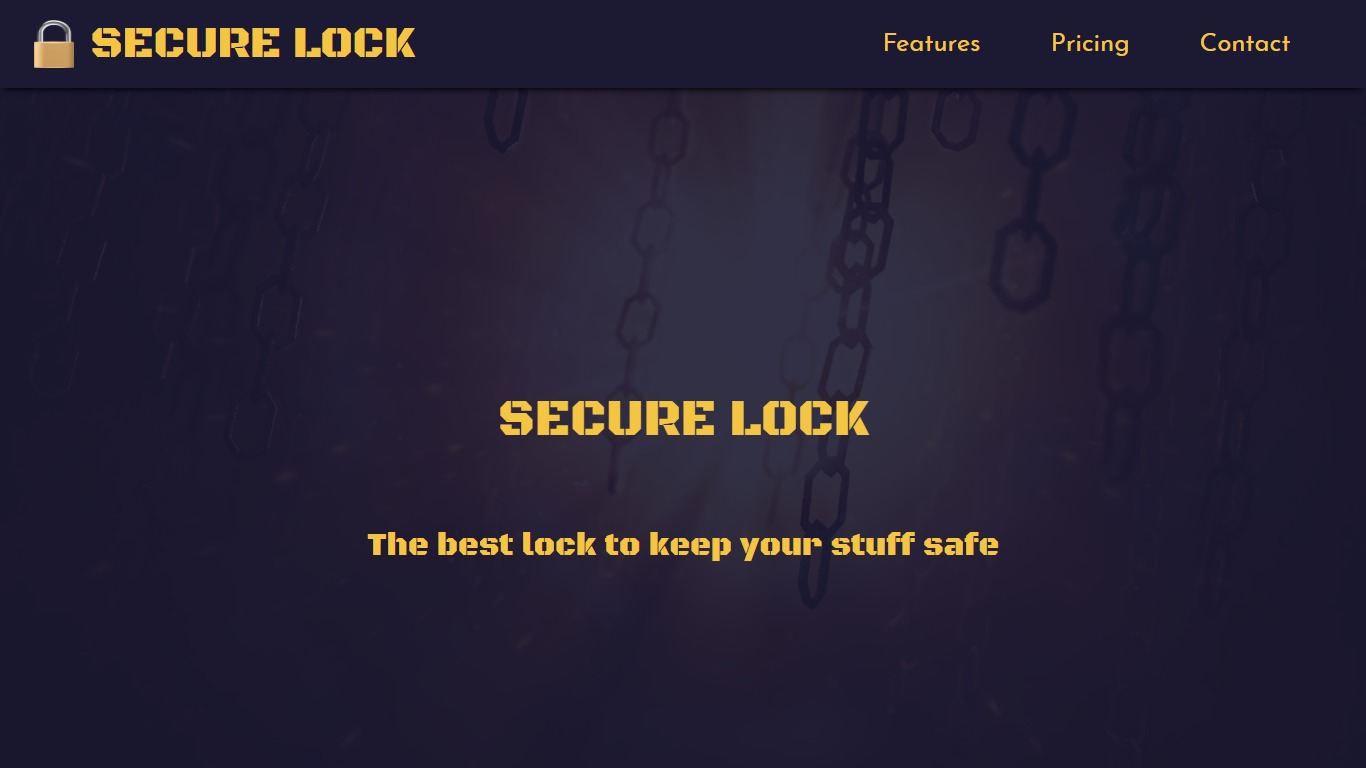 SECURE LOCK
Features
Pricing
Contact
SECURE LOCK
The best lock to keep your stuff safe